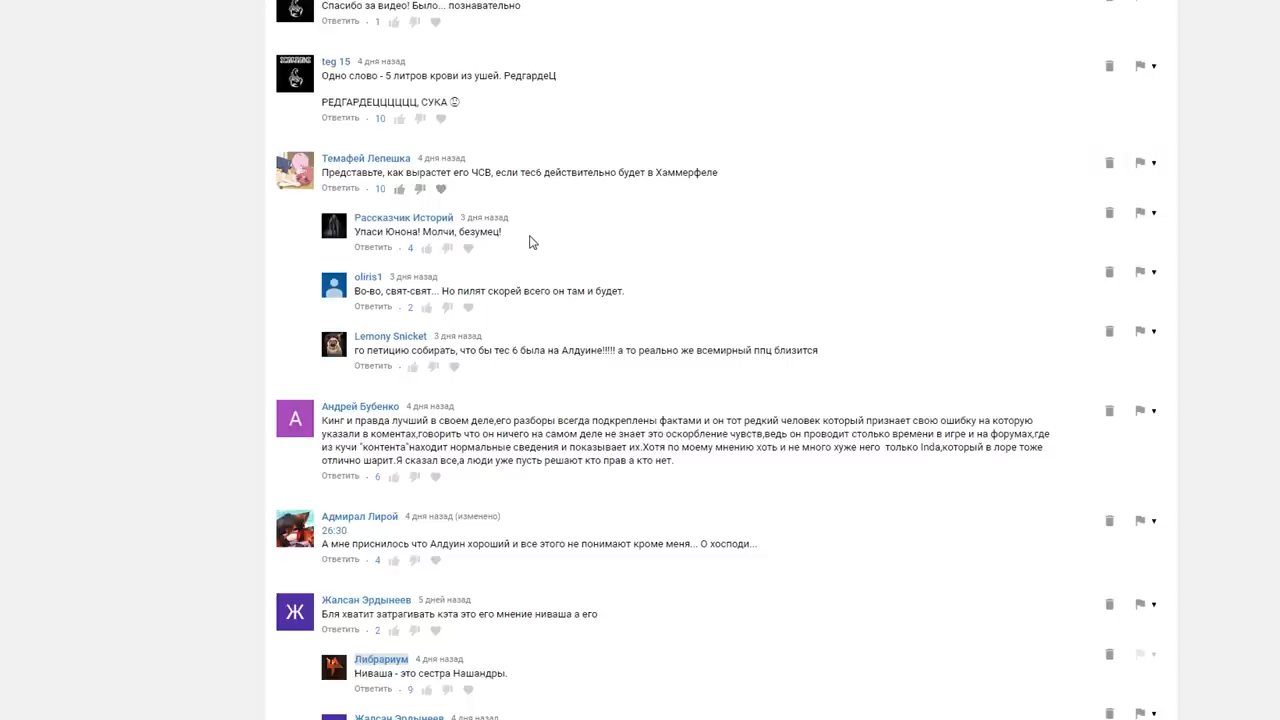 Спасибо за видео! Было... познавательно
Ответить · 1
teg 15 4 дня назад
Одно слово - 5 литров крови из ушей. РедгардеЦ
РЕДГАРДЕЦЦЦЦЦЦ, СУКА
Ответить · 10
Темафей Лепешка 4 дня назад
Представьте, как вырастет его ЧСВ, если тес6 действительно будет в Хаммерфеле
Ответить · 10
Рассказчик Историй 3 дня назад
Упаси Юнона! Молчи, безумец!
Ответить · 4
oliris1 3 дня назад
Во-во, свят-свят... Но пилят скорей всего он там и будет.
Ответить · 2
Lemony Snicket 3 дня назад
го петицию собирать, что бы тес 6 была на Алдуине!!!!! а то реально же всемирный ппц близится
Ответить ·
Андрей Бубенко 4 дня назад
Кинг и правда лучший в своем деле,его разборы всегда подкреплены фактами и он тот редкий человек который признает свою ошибку на которую
указали в коментах,говорить что он ничего на самом деле не знает это оскорбление чувств,ведь он проводит столько времени в игре и на форумах,где
из кучи "контента"находит нормальные сведения и показывает их.Хотя по моему мнению хоть и не много хуже него только Inda,который в лоре тоже
отлично шарит.Я сказал все,а люди уже пусть решают кто прав а кто нет.
Ответить · 6
Адмирал Лирой 4 дня назад (изменено)
26:30
А мне приснилось что Алдуин хороший и все этого не понимают кроме меня... О хосподи...
Ответить · 4
Ж
Жалсан Эрдынеев 5 дней назад
Бля хватит затрагивать кэта это его мнение ниваша а его
Ответить · 2
Либрариум 4 дня назад
Ниваша - это сестра Нашандры.
Ответить · 9
Жалсан Эрдынеев 4 дня назад